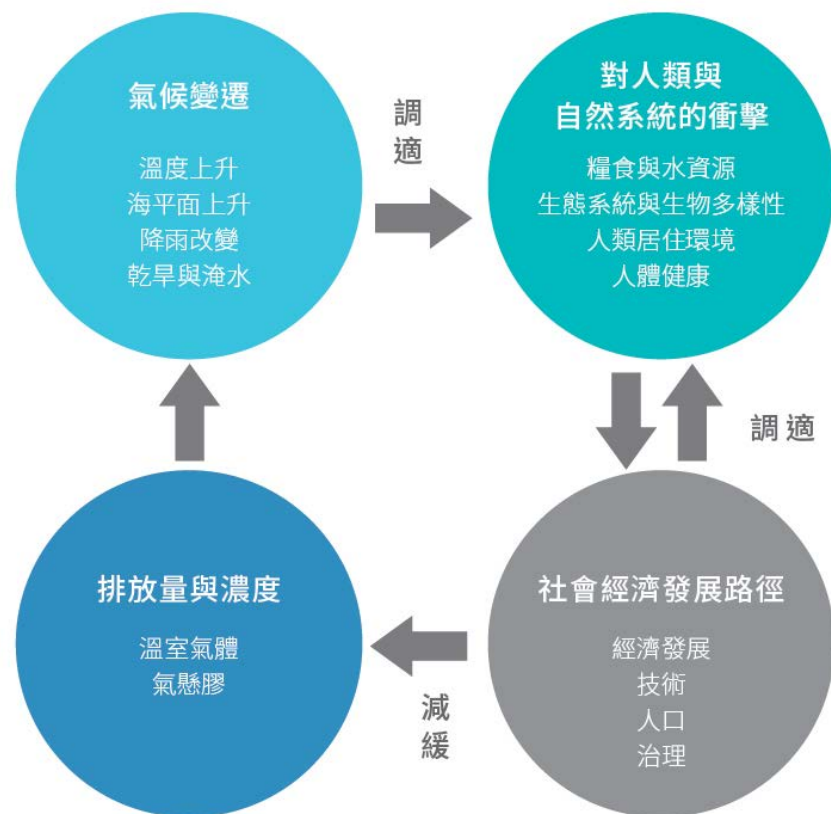 氣候變遷
溫度上升
海平面上升
降雨改變
乾旱與淹水
調適
對人類與
自然系統的衝擊
糧食與水資源
生態系統與生物多樣性
人類居住環境
人體健康
調適
排放量與濃度
溫室氣體
氣懸膠
減緩
社會經濟發展路徑
經濟發展
技術
人口
治理